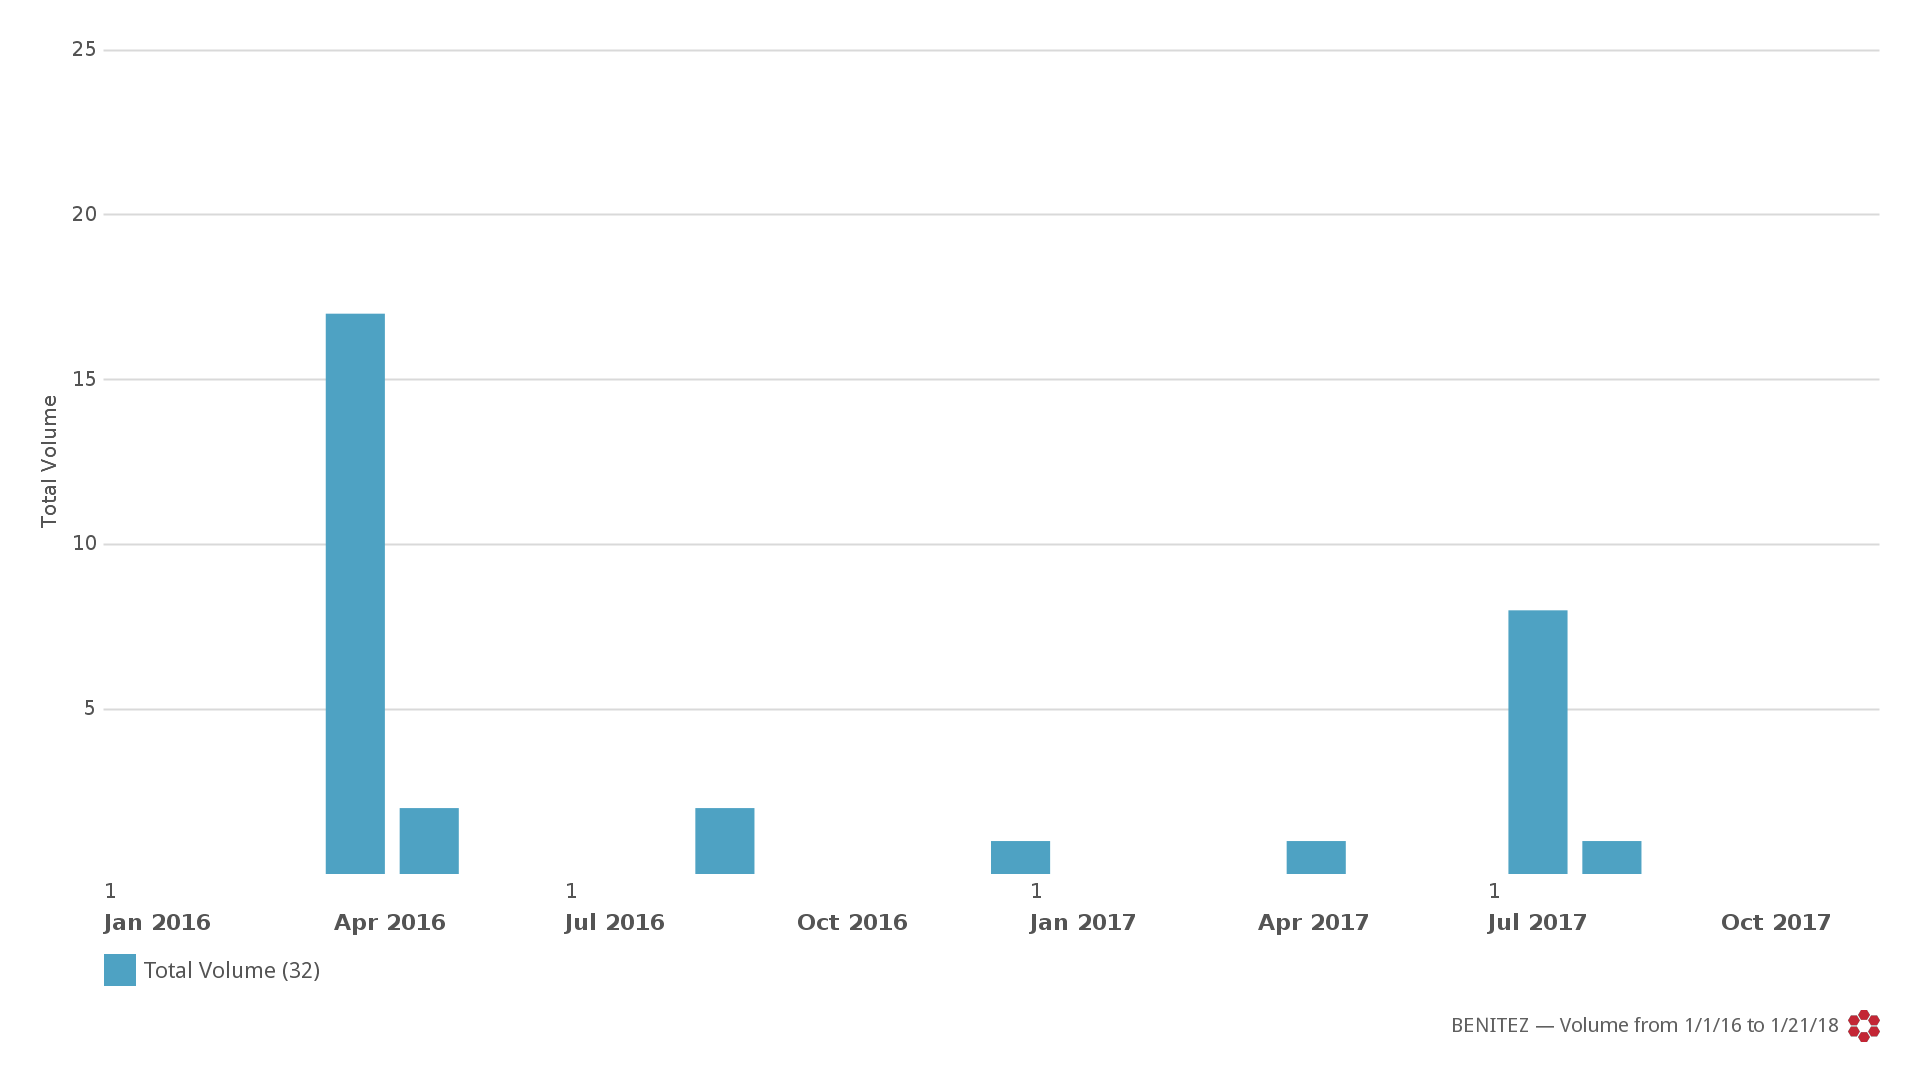 25
20
15
10
5
Total Volume
1 1 1 1
Jan 2016 Apr 2016 Jul 2016 Oct 2016 Jan 2017 Apr 2017 Jul 2017 Oct 2017
Total Volume (32)
BENITEZ — Volume from 1/1/16 to 1/21/18